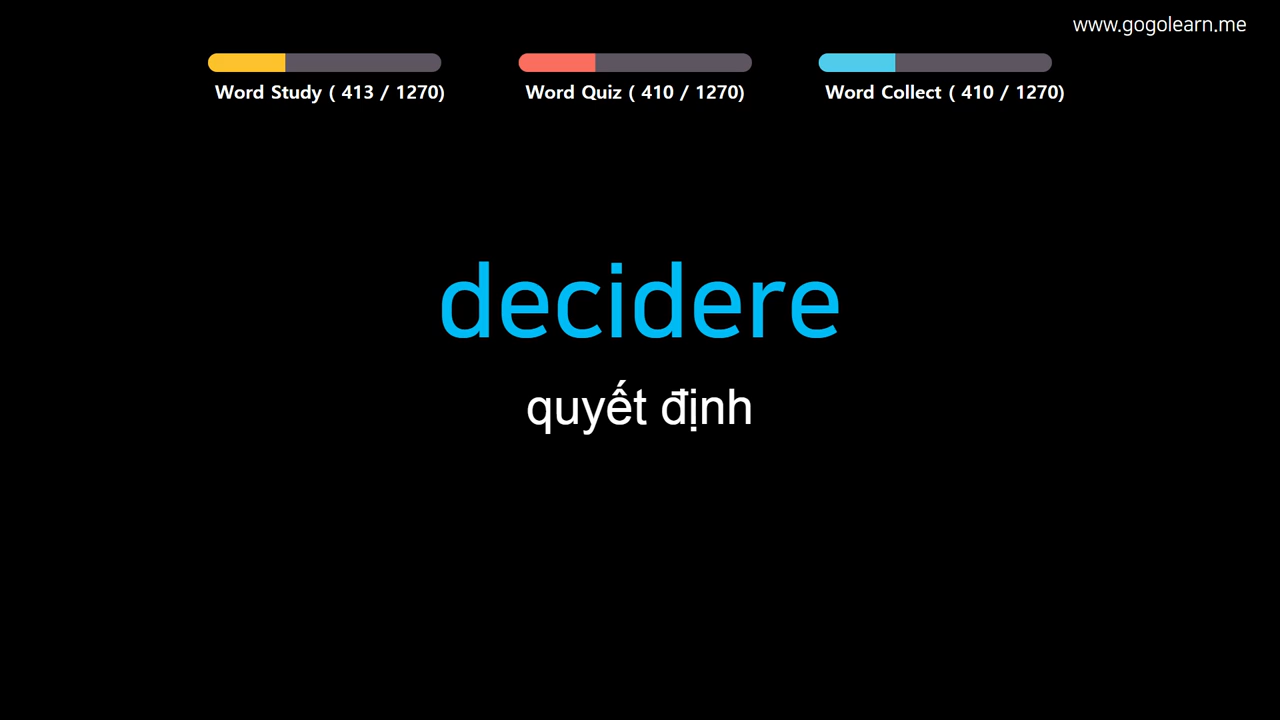 www.gogolearn.me
Word Study ( 413 / 1270)
Word Quiz ( 410 / 1270)
Word Collect ( 410 / 1270)
decidere
quyết định